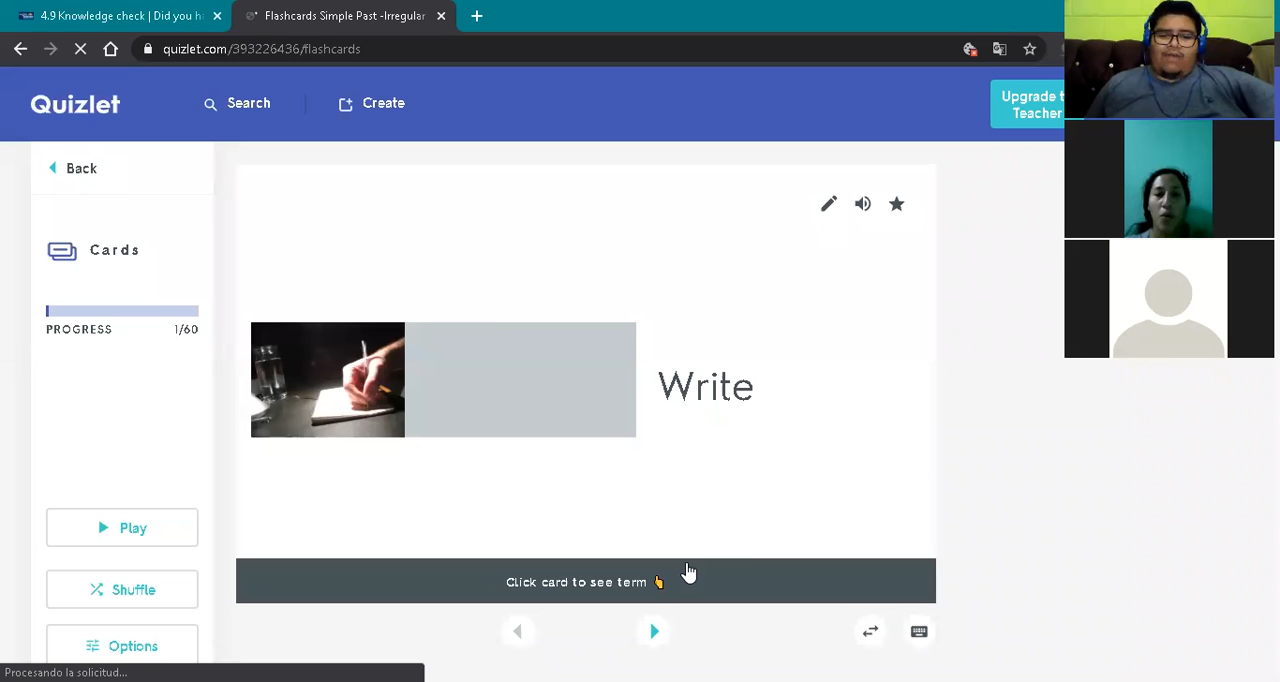 4.9 Knowledge check | Did you h
Flashcards Simple Past -Irregular
quizlet.com/393226436/flashcards
Quizlet
Search
Create
Upgrade t
Teacher
Back
Cards
PROGRESS 1/60
Write
Play
Shuffle
Options
Click card to see term
Procesando la solicitud...